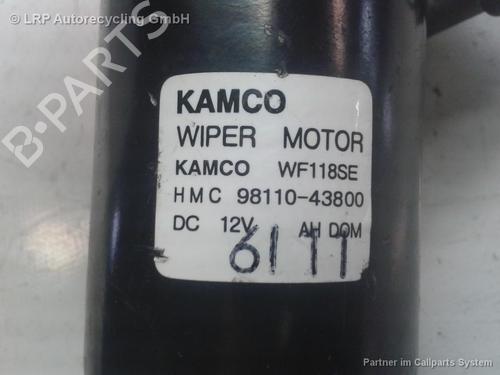 © LRP Autorecycling GmbH
B-PARTS
KAMCO
WIPER MOTOR
KAMCO WF118SE
HMC 98110-43800
DC 12V AH DOM
6111
Partner im Callparts System